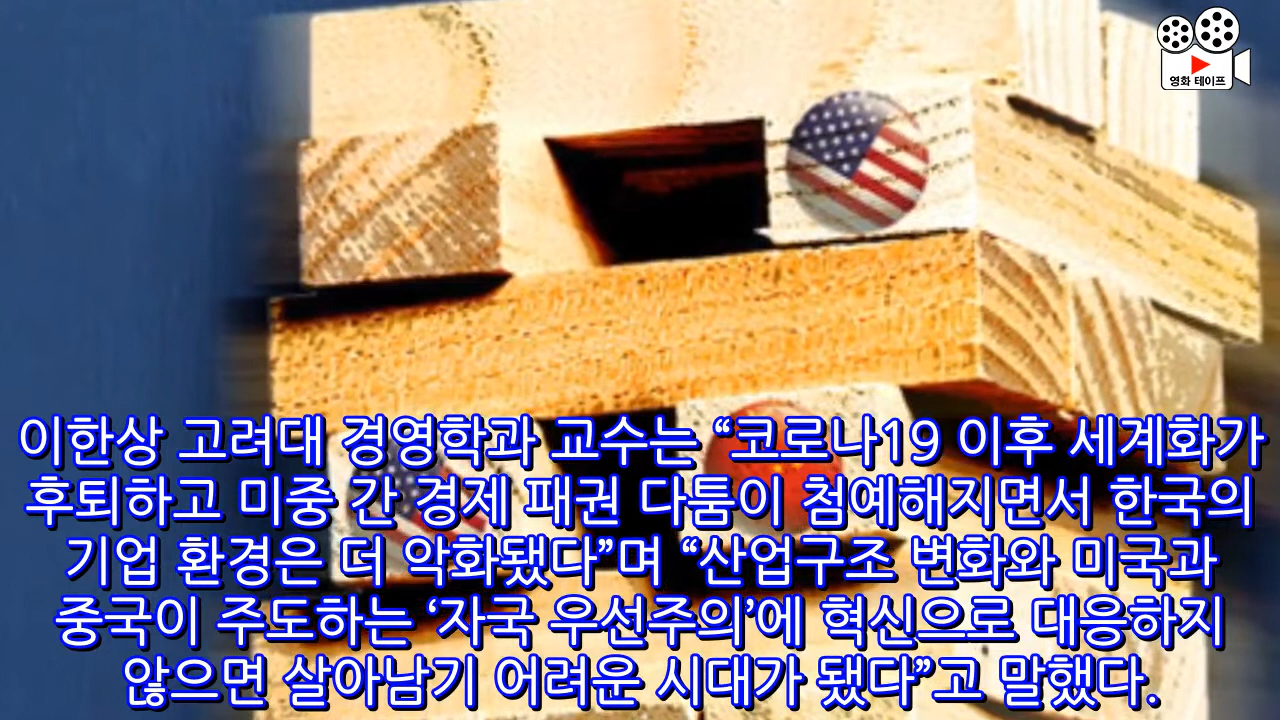 영화 테이프
이한상 고려대 경영학과 교수는 “코로나19 이후 세계화가
후퇴하고 미중 간 경제 패권 다툼이 첨예해지면서 한국의
기업 환경은 더 악화됐다”며 “산업구조 변화와 미국과
중국이 주도하는 ‘자국 우선주의’에 혁신으로 대응하지
않으면 살아남기 어려운 시대가 됐다”고 말했다.